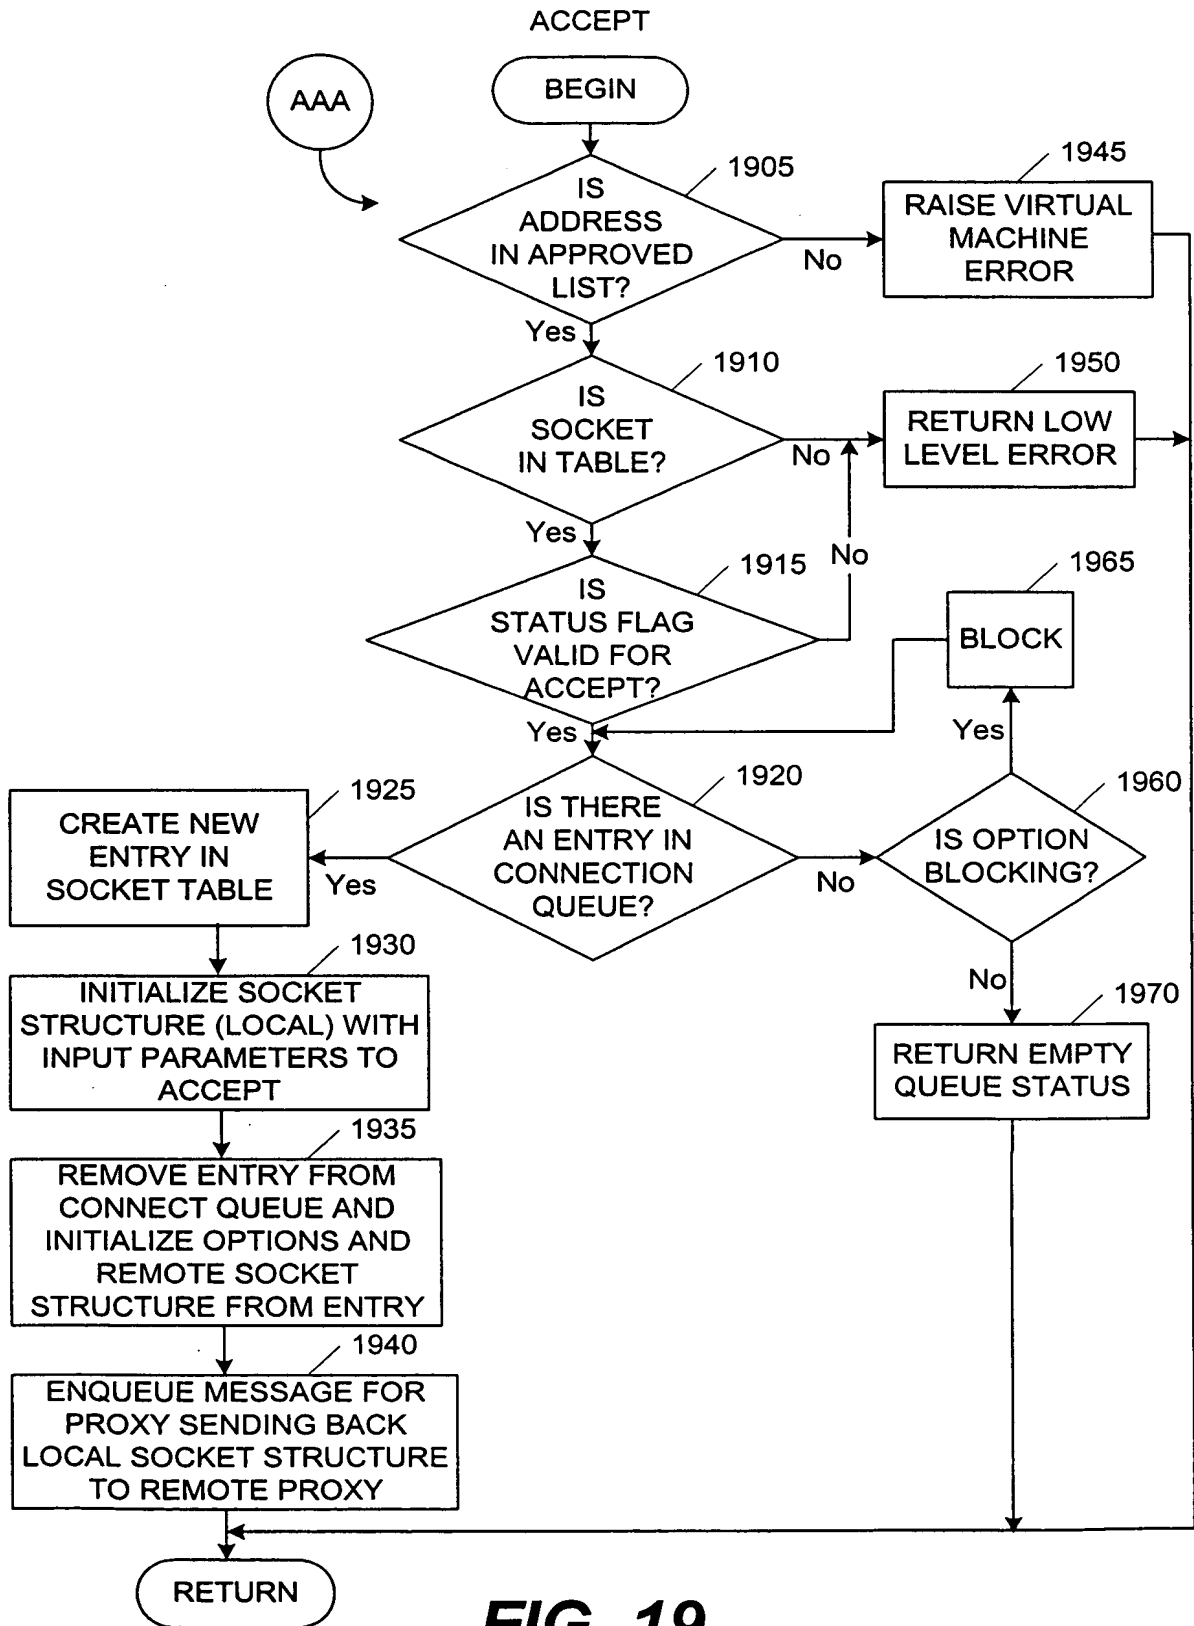 ACCEPT
AAA
BEGIN
1905
IS
ADDRESS
IN APPROVED
LIST?
No
1945
RAISE VIRTUAL
MACHINE
ERROR
Yes
1910
IS
SOCKET
IN TABLE?
No
1950
RETURN LOW
LEVEL ERROR
Yes
No
1915
IS
STATUS FLAG
VALID FOR
ACCEPT?
1965
BLOCK
Yes
Yes
1920
IS THERE
AN ENTRY IN
CONNECTION
QUEUE?
Yes
No
1960
IS OPTION
BLOCKING?
No
1970
RETURN EMPTY
QUEUE STATUS
1925
CREATE NEW
ENTRY IN
SOCKET TABLE
1930
INITIALIZE SOCKET
STRUCTURE (LOCAL) WITH
INPUT PARAMETERS TO
ACCEPT
1935
REMOVE ENTRY FROM
CONNECT QUEUE AND
INITIALIZE OPTIONS AND
REMOTE SOCKET
STRUCTURE FROM ENTRY
1940
ENQUEUE MESSAGE FOR
PROXY SENDING BACK
LOCAL SOCKET STRUCTURE
TO REMOTE PROXY
RETURN
FIG. 19